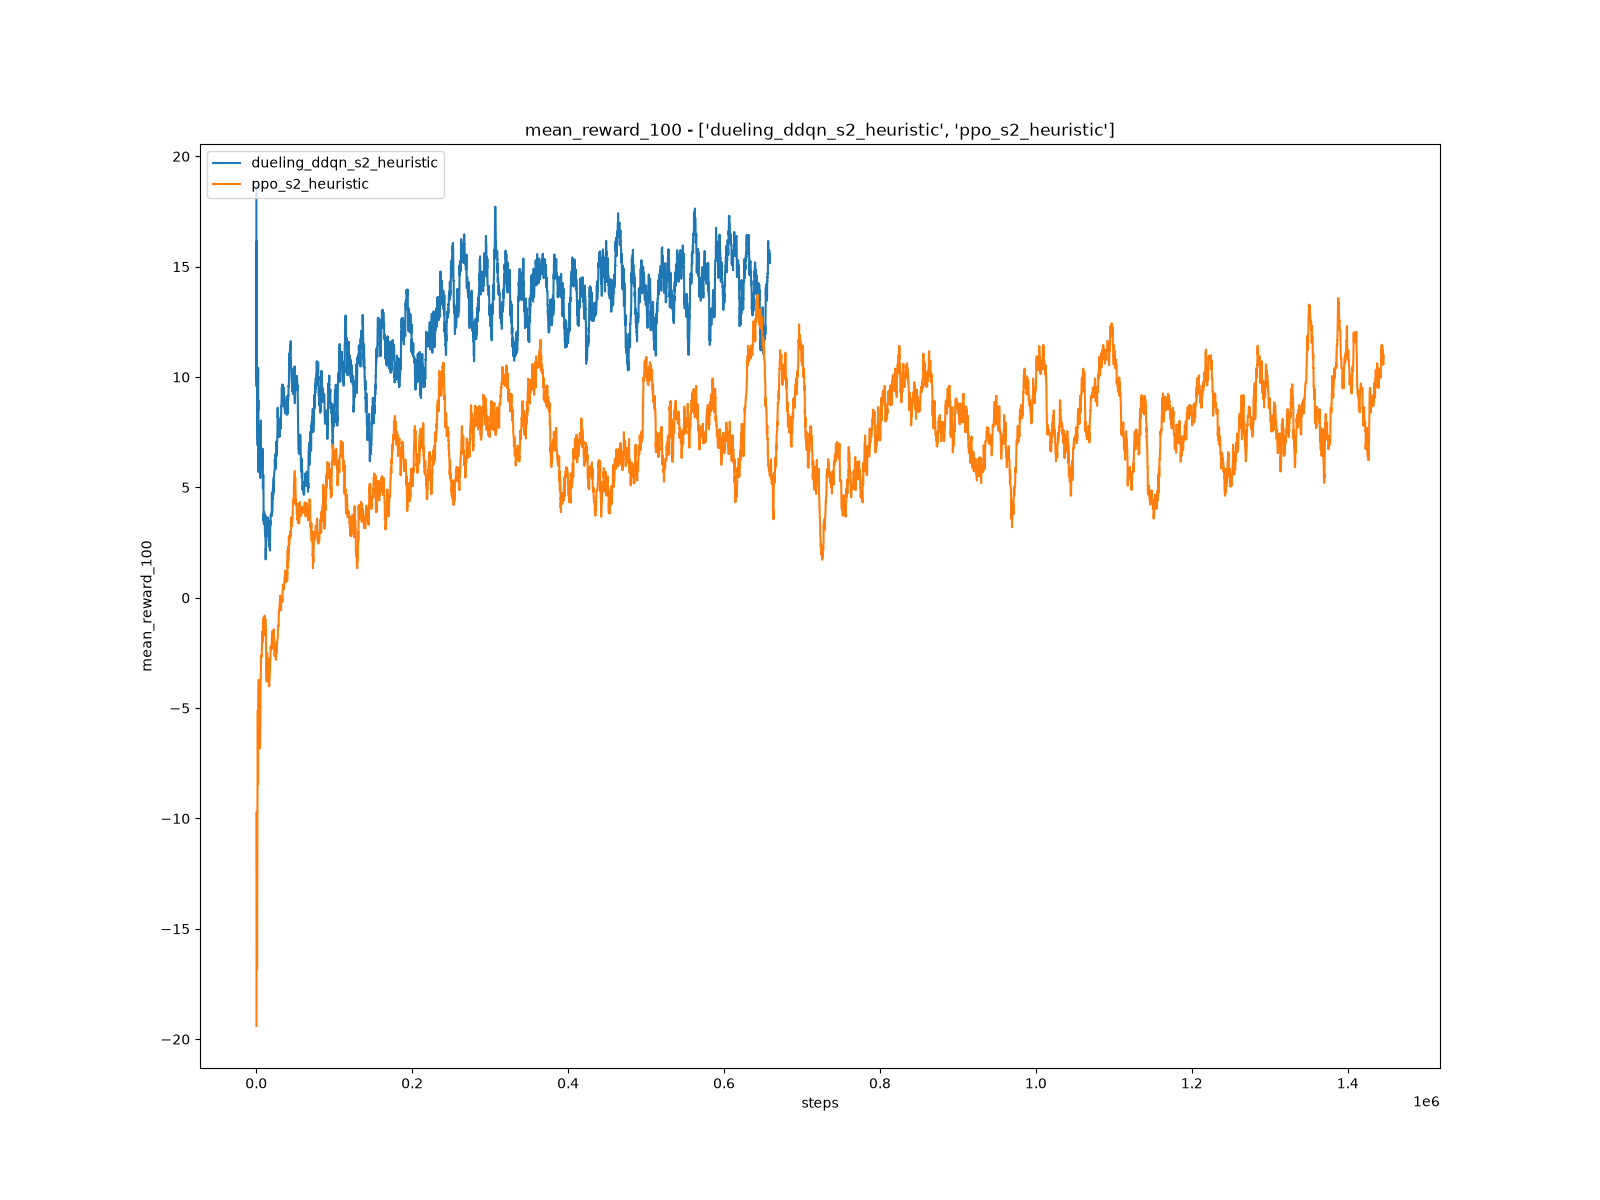 mean_reward_100 - ['dueling_ddqn_s2_heuristic', 'ppo_s2_heuristic']
dueling_ddqn_s2_heuristic
ppo_s2_heuristic
mean_reward_100
20
15
10
5
0
−5
−10
−15
−20
0.0 0.2 0.4 0.6 0.8 1.0 1.2 1.4
1e6
steps